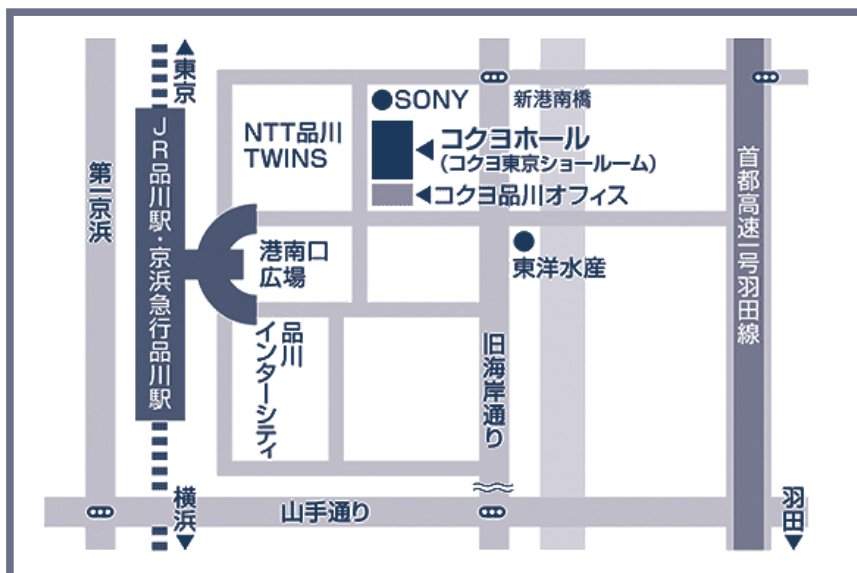 東京
JR品川駅・京浜急行品川駅
第一京浜
NTT品川
TWINS
SONY
新港南橋
コクヨホール
(コクヨ東京ショールーム)
コクヨ品川オフィス
首都高速一号羽田線
港南口
広場
東洋水産
品川
インターシティ
旧海岸通り
横浜
山手通り
羽田